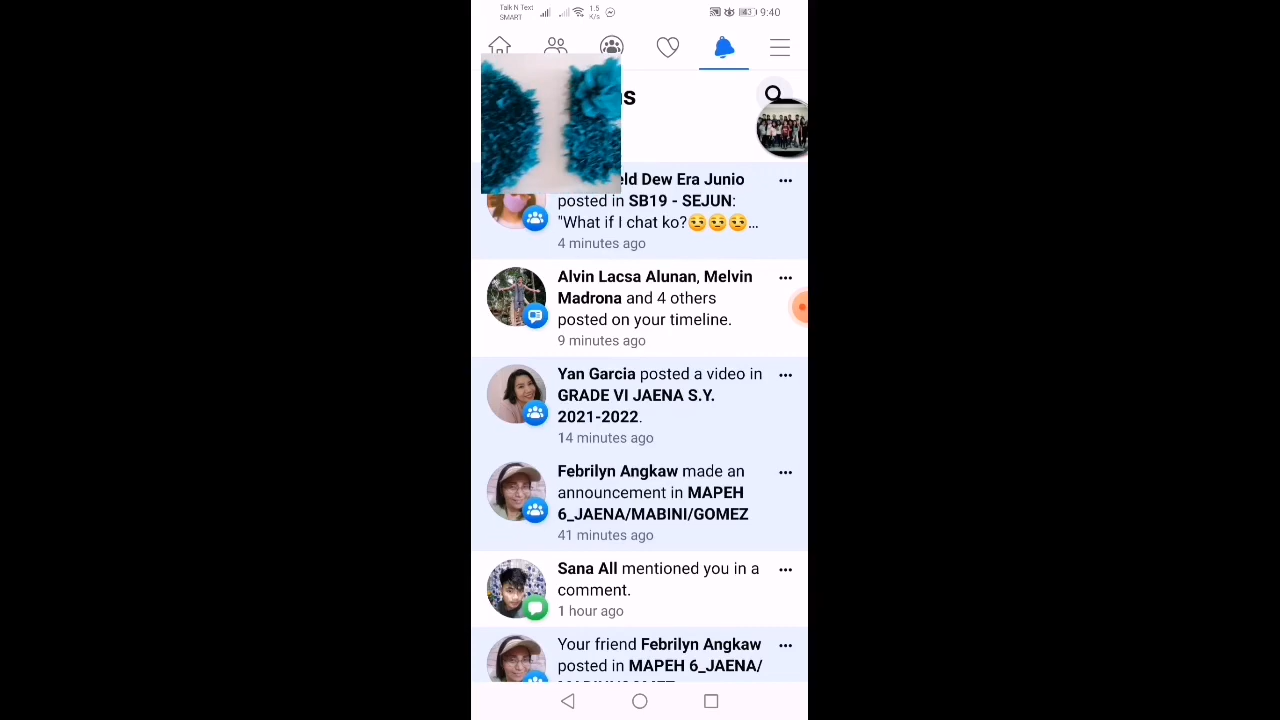 Talk N Text
SMART
1.5
K/s
43
9:40
s
eld Dew Era Junio
posted in SB19 - SEJUN:
"What if I chat ko?😒😒😒...
4 minutes ago
Alvin Lacsa Alunan, Melvin
Madrona and 4 others
posted on your timeline.
9 minutes ago
Yan Garcia posted a video in
GRADE VI JAENA S.Y.
2021-2022.
14 minutes ago
Febrilyn Angkaw made an
announcement in MAPEH
6_JAENA/MABINI/GOMEZ
41 minutes ago
Sana All mentioned you in a
comment.
1 hour ago
Your friend Febrilyn Angkaw
posted in MAPEH 6_JAENA/